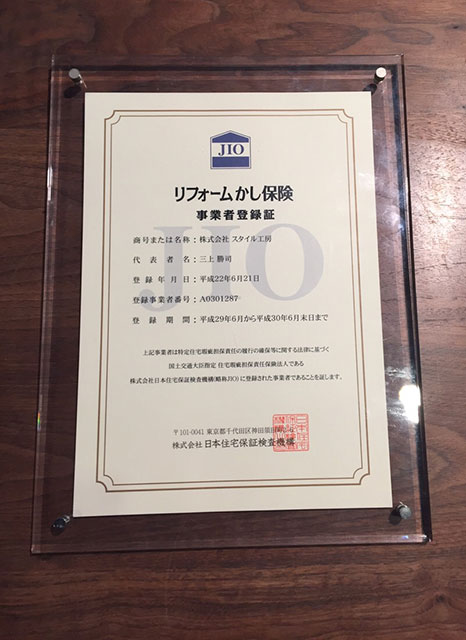 JIO
リフォームかし保険
事業者登録証
商号または名称：株式会社 スタイル工房
代表者名：三上 勝司
登録年月日：平成22年6月21日
登録事業者番号：A0301287
登録期間：平成29年6月から平成30年6月末日まで
上記事業者は特定住宅瑕疵担保責任の履行の確保等に関する法律に基づく
国土交通大臣指定 住宅瑕疵担保責任保険法人である
株式会社日本住宅保証検査機構(略称JIO)に登録された事業者であることを証します。
〒101-0041 東京都千代田区神田須田町
株式会社 日本住宅保証検査機構
JIO